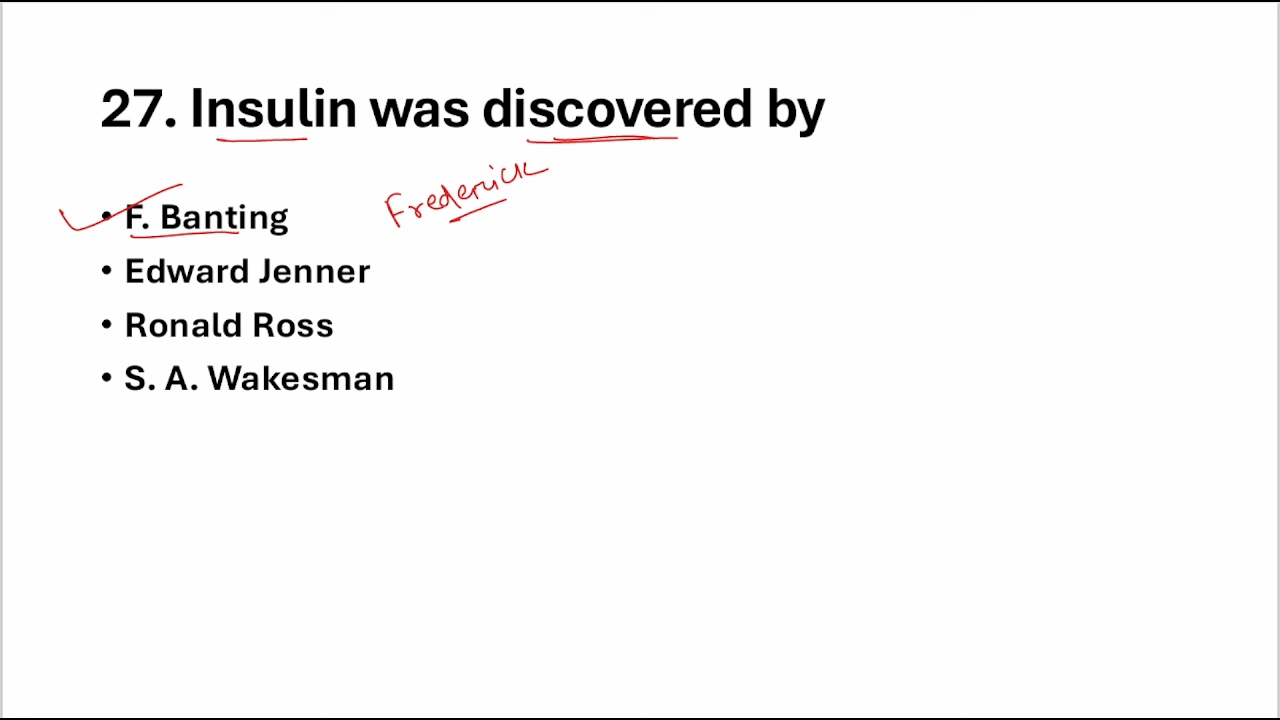 27. Insulin was discovered by
• F. Banting
Frederick
• Edward Jenner
• Ronald Ross
• S. A. Wakesman